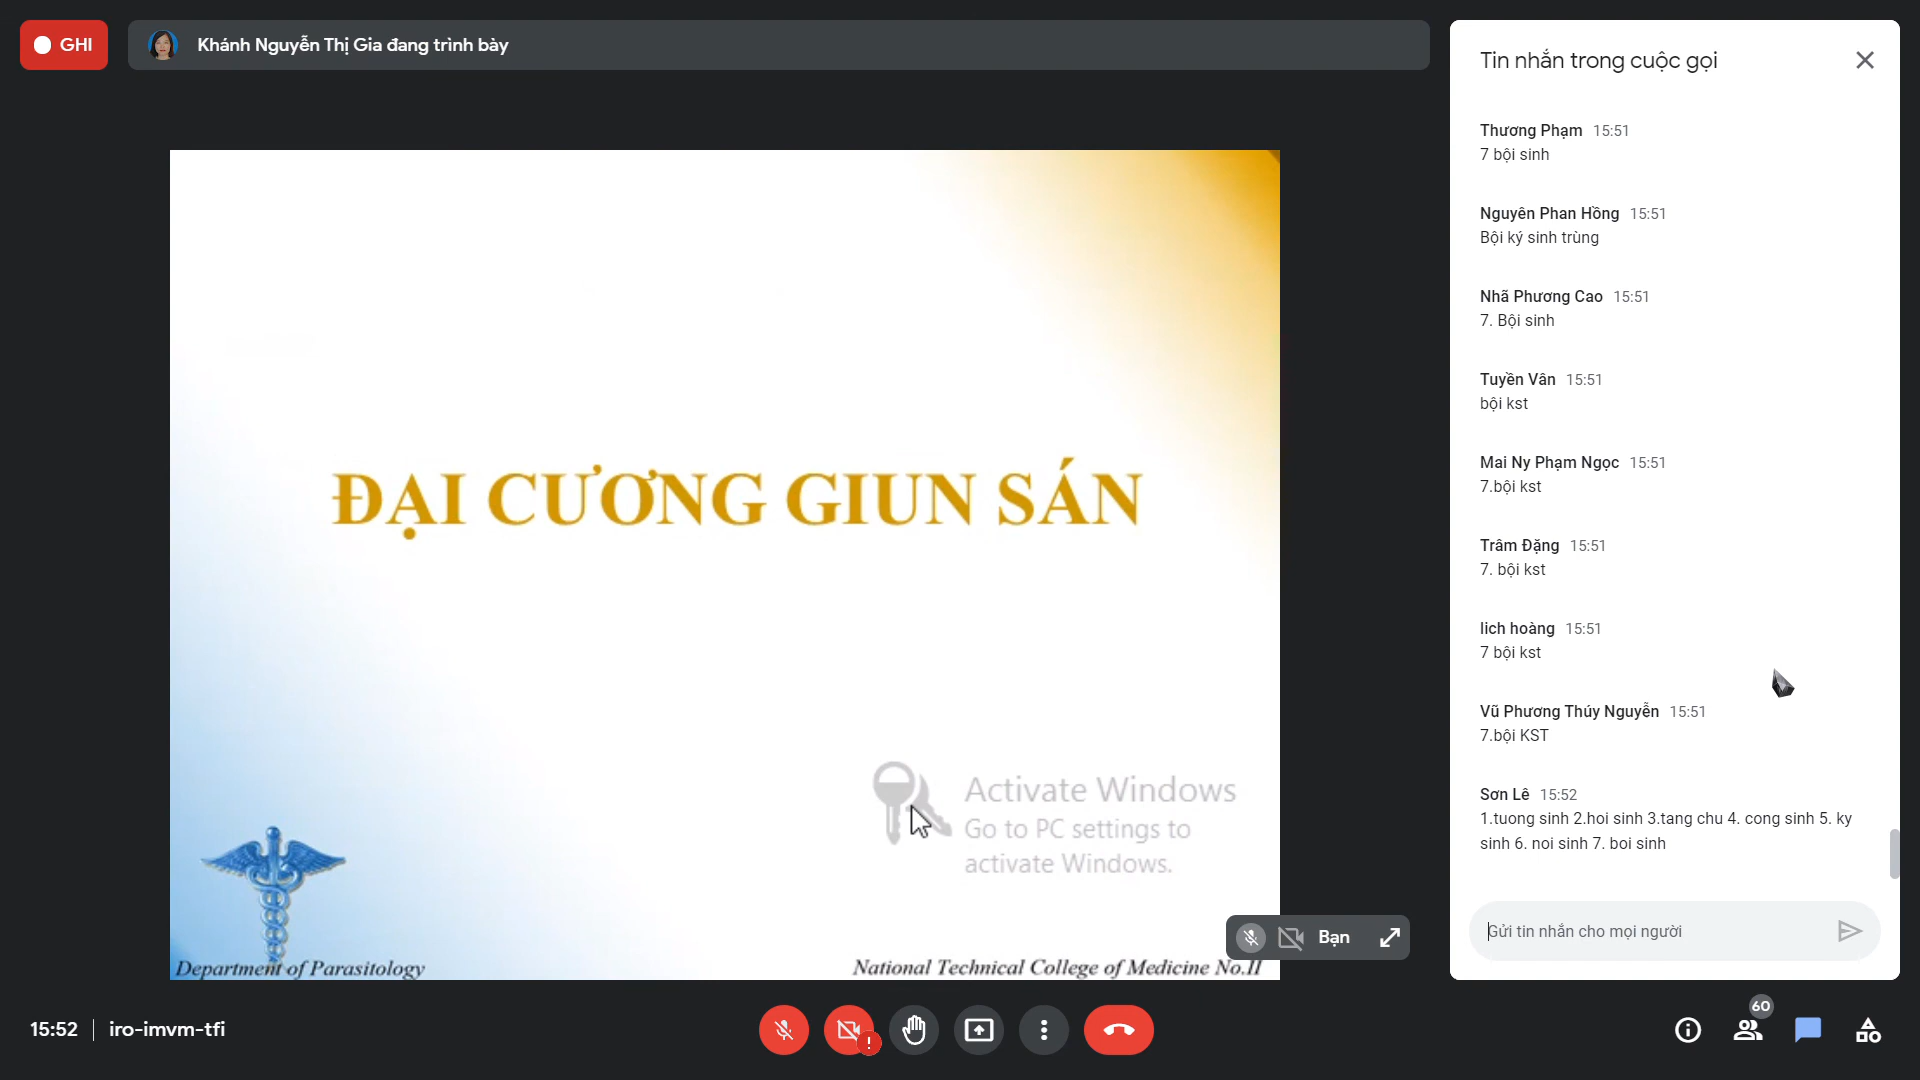 GHI
Khánh Nguyễn Thị Gia đang trình bày
ĐẠI CƯƠNG GIUN SÁN
Activate Windows
Go to PC settings to
activate Windows.
Department of Parasitology
National Technical College of Medicine No.II
Bạn
Tin nhắn trong cuộc gọi
Thương Phạm 15:51
7 bội sinh
Nguyên Phan Hồng 15:51
Bội ký sinh trùng
Nhã Phương Cao 15:51
7. Bội sinh
Tuyền Vân 15:51
bội kst
Mai Ny Phạm Ngọc 15:51
7.bội kst
Trâm Đặng 15:51
7. bội kst
lich hoàng 15:51
7 bội kst
Vũ Phương Thúy Nguyễn 15:51
7.bội KST
Sơn Lê 15:52
1.tuong sinh 2.hoi sinh 3.tang chu 4. cong sinh 5. ky
sinh 6. noi sinh 7. boi sinh
Gửi tin nhắn cho mọi người
15:52 | iro-imvm-tfi
60